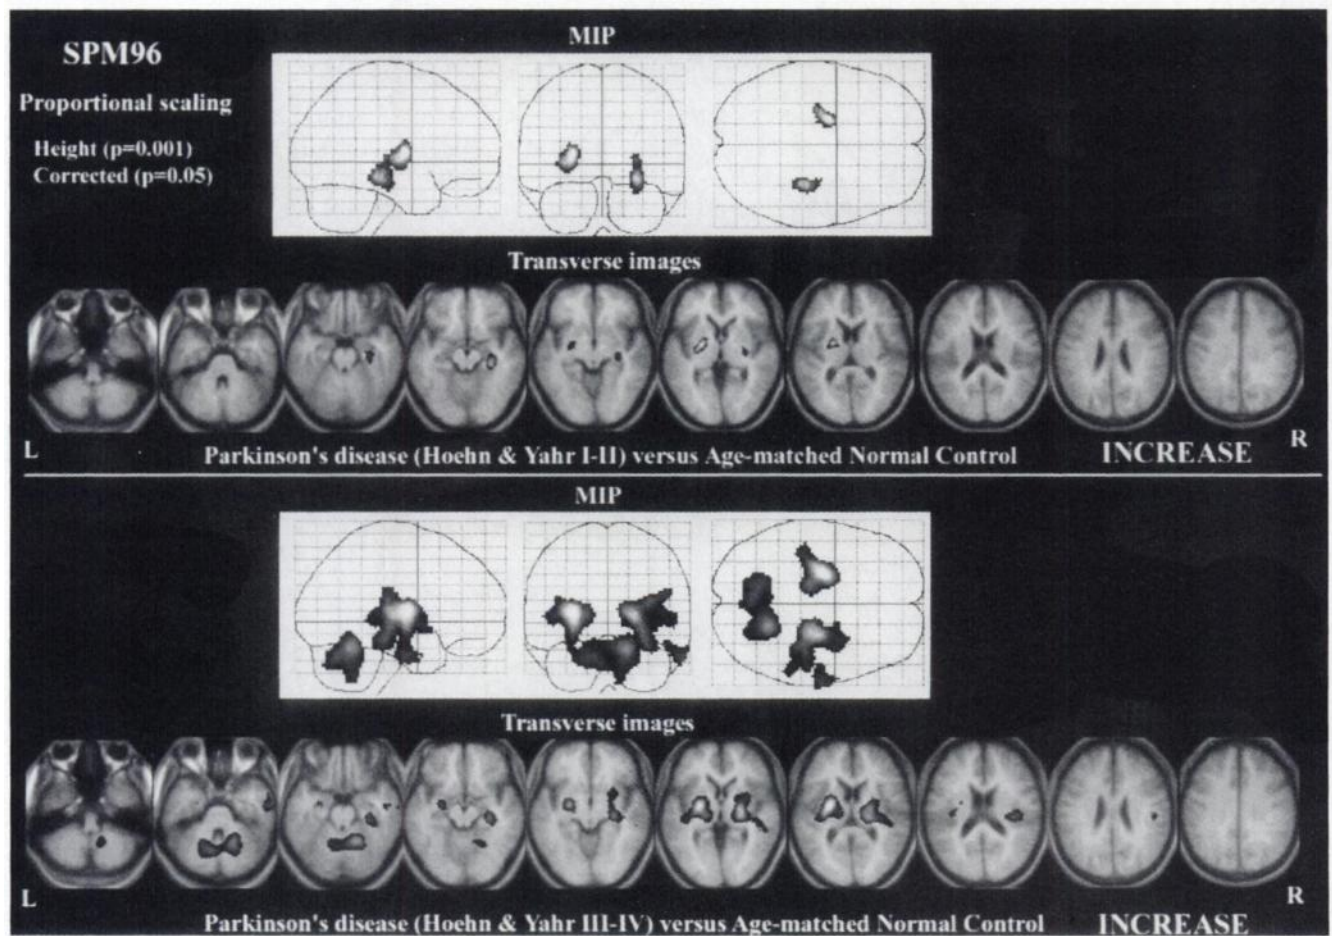 SPM96
Proportional scaling
Height (p=0.001)
Corrected (p=0.05)
MIP
Transverse images
L
R
Parkinson's disease (Hoehn & Yahr I-II) versus Age-matched Normal Control
INCREASE
MIP
Transverse images
L
R
Parkinson's disease (Hoehn & Yahr III-IV) versus Age-matched Normal Control
INCREASE